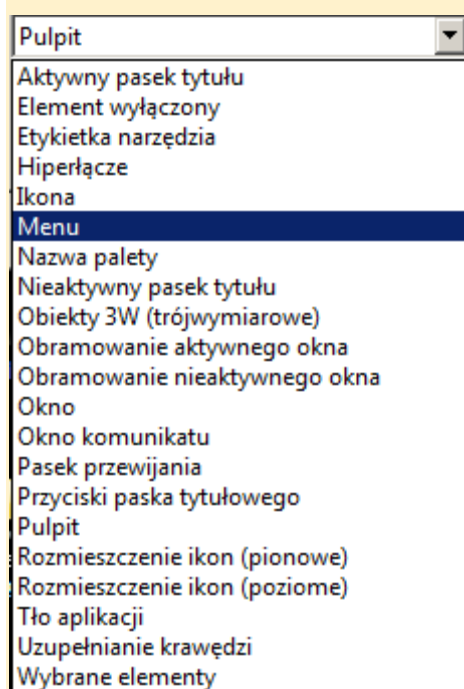 Pulpit
Aktywny pasek tytułu
Element wyłączony
Etykietka narzędzia
Hiperłącze
Ikona
Menu
Nazwa palety
Nieaktywny pasek tytułu
Obiekty 3W (trójwymiarowe)
Obramowanie aktywnego okna
Obramowanie nieaktywnego okna
Okno
Okno komunikatu
Pasek przewijania
Przyciski paska tytułowego
Pulpit
Rozmieszczenie ikon (pionowe)
Rozmieszczenie ikon (poziome)
Tło aplikacji
Uzupełnianie krawędzi
Wybrane elementy